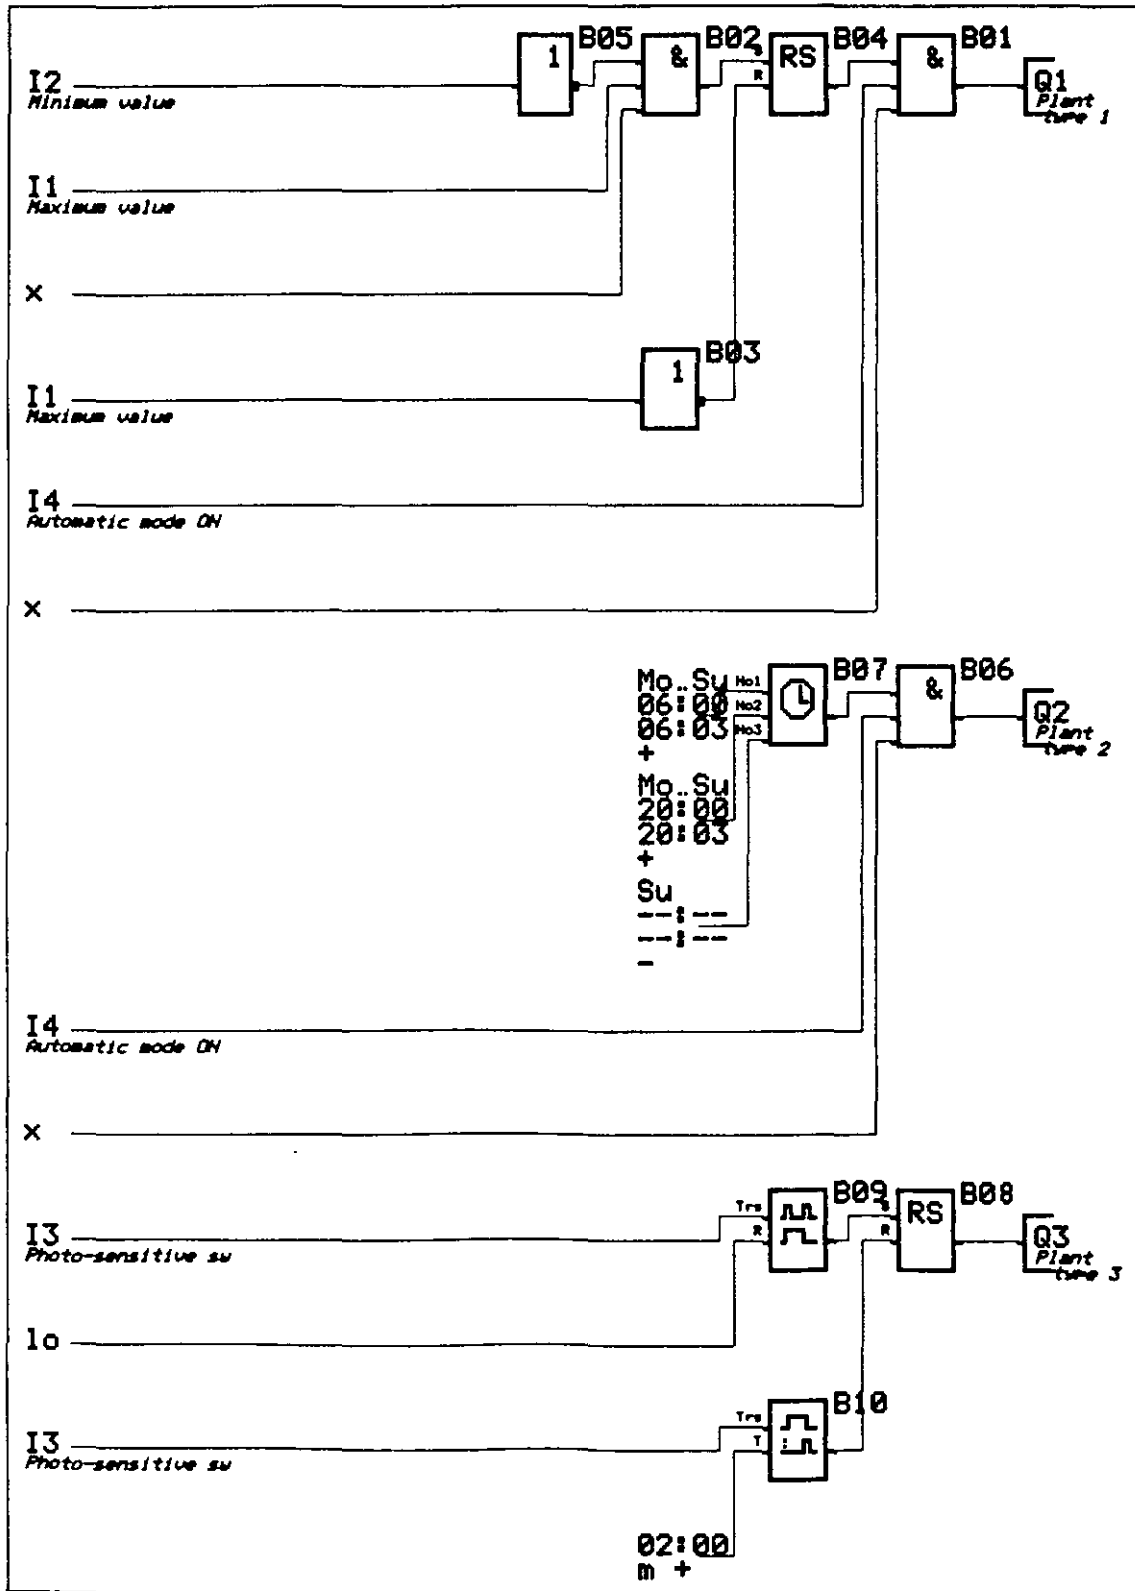 B05
B02
B04
B01
1
&
S
R
RS
&
I2
Minimum value
Q1
Plant
type 1
I1
Maximum value
x
B03
1
I1
Maximum value
I4
Automatic mode ON
x
B07
B06
Mo..Su
06:00
06:03
+
No1
No2
No3
&
Q2
Plant
type 2
Mo..Su
20:00
20:03
+
Su
--:--
--:--
-
I4
Automatic mode ON
x
B09
B08
Trg
R
S
R
RS
I3
Photo-sensitive sw
Q3
Plant
type 3
lo
B10
Trg
T
I3
Photo-sensitive sw
02:00
m +